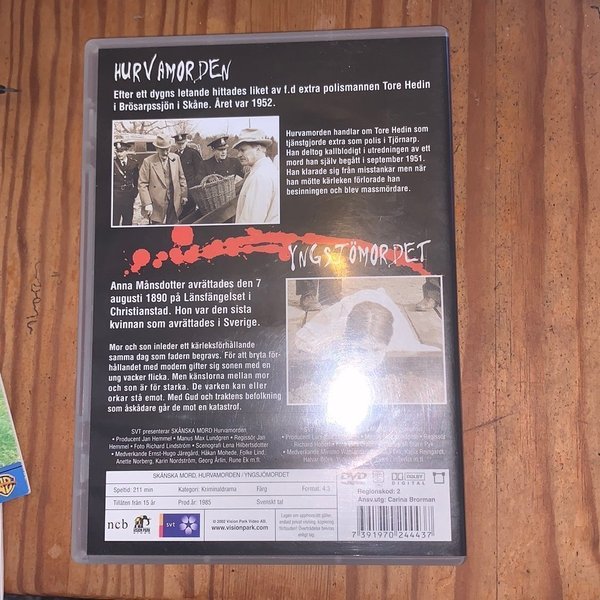 HURVAMORDEN
Efter ett dygns letande hittades liket av f.d extra polismannen Tore Hedin
i Brösarpssjön i Skåne. Året var 1952.
Hurvamorden handlar om Tore Hedin som
tjänstgjorde extra som polis i Tjörnarp.
Han deltog kallblodigt i utredningen av ett
mord han själv begått i september 1951.
Han klarade sig från misstankar men när
han mötte kärleken förlorade han
besinningen och blev massmördare.
YNGSTÖMORDET
Anna Månsdotter avrättades den 7
augusti 1890 på Länsfängelset i
Christianstad. Hon var den sista
kvinnan som avrättades i Sverige.
Mor och son inleder ett kärleksförhållande
samma dag som fadern begravs. För att bryta för-
hållandet med modern gifter sig sonen med en
ung vacker flicka. Men känslorna mellan mor
och son är för starka. De varken kan eller
orkar stå emot. Med Gud och traktens befolkning
som åskådare går de mot en katastrof.
SVT presenterar SKÅNSKA MORD Hurvamorden
• Producent Jan Hemmel • Manus Max Lundgren • Regissör Jan
Hemmel • Foto Richard Lindström • Scenografi Lena Hilbertsdotter
• Medverkande Ernst-Hugo Järegård, Håkan Mohede, Folke Lind,
Anette Norberg, Karin Nordström, Georg Årlin, Rune Ek m.fl.
SKÅNSKA MORD, HURVAMORDEN / YNGSJÖMORDET
Speltid: 211 min Kategori: Kriminaldrama Färg Format: 4:3
Tillåten från 15 år Prod.år: 1985 Svenskt tal
ncb VISION PARK svt
© 2002 Vision Park Video AB.
www.visionpark.com
DVD DOLBY DIGITAL
Regionskod: 2
Ansv.utg: Carina Brorman
7 391970 244437
WB